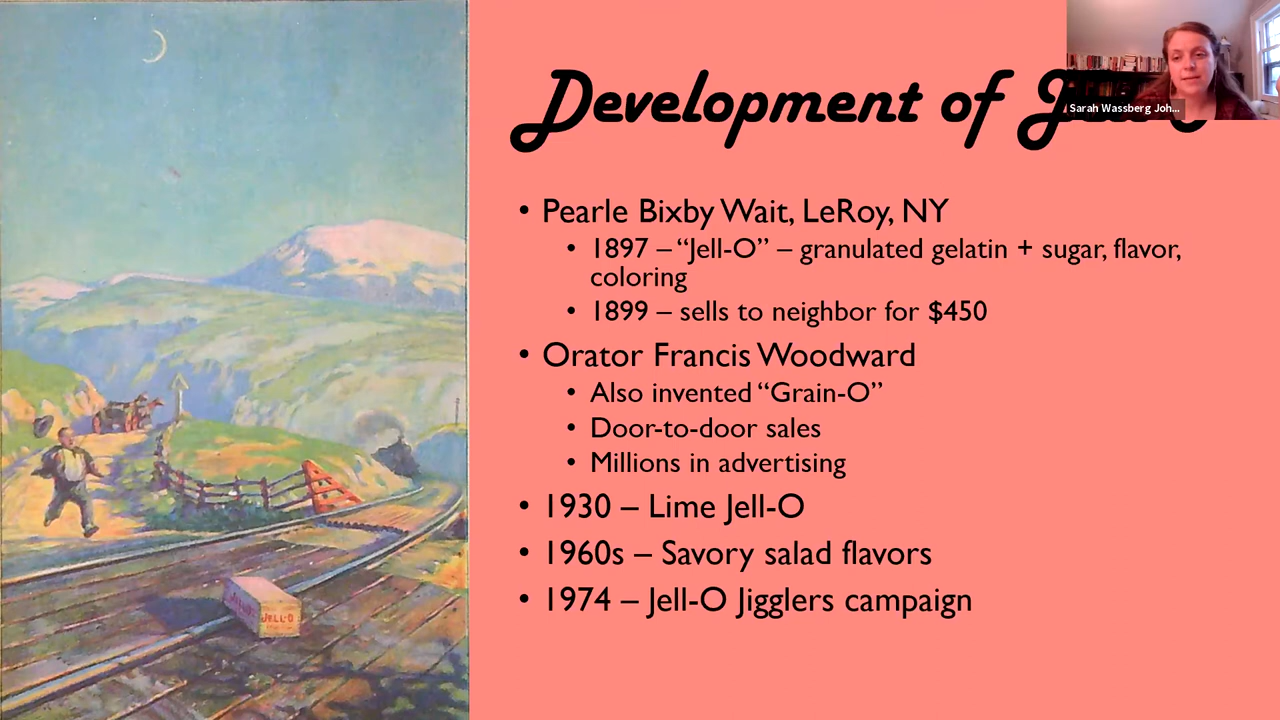 Development of
Sarah Wassberg Joh...
• Pearle Bixby Wait, LeRoy, NY
• 1897 – “Jell-O” – granulated gelatin + sugar, flavor,
coloring
• 1899 – sells to neighbor for $450
• Orator Francis Woodward
• Also invented “Grain-O”
• Door-to-door sales
• Millions in advertising
• 1930 – Lime Jell-O
• 1960s – Savory salad flavors
• 1974 – Jell-O Jigglers campaign
JELL-O